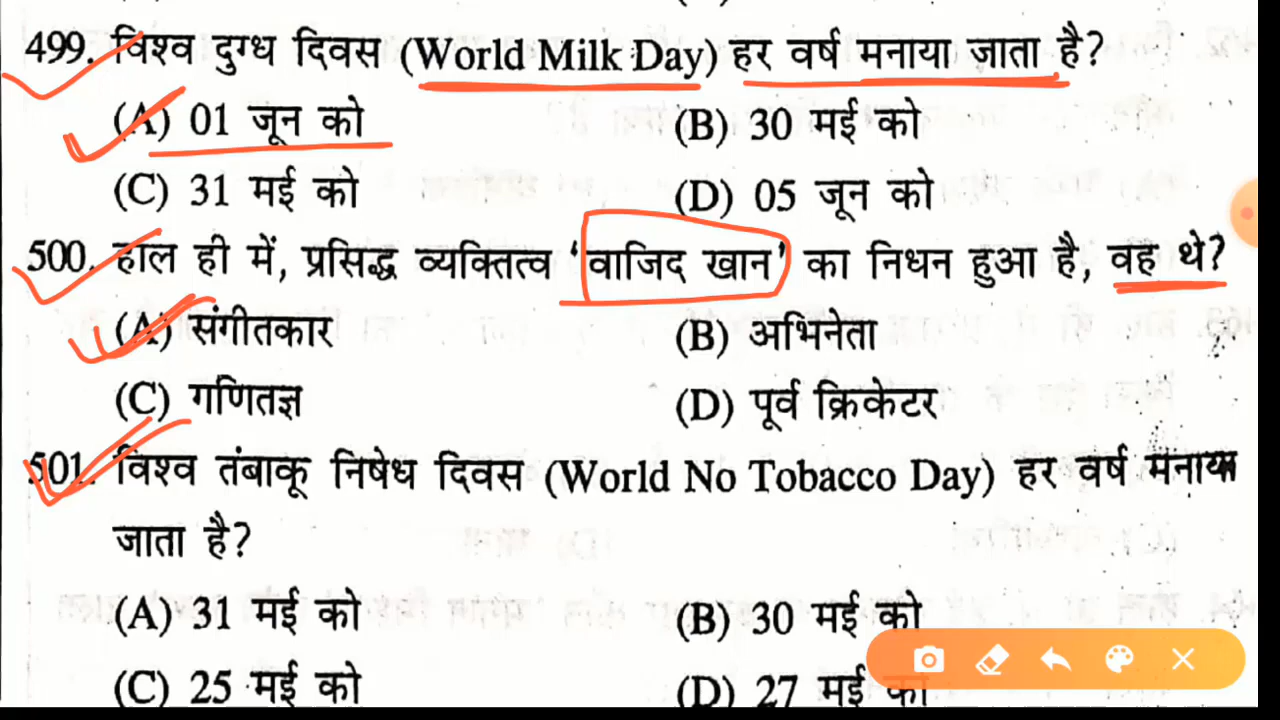 499. विश्व दुग्ध दिवस (World Milk Day) हर वर्ष मनाया जाता है?
(A) 01 जून को (B) 30 मई को
(C) 31 मई को (D) 05 जून को
500. हाल ही में, प्रसिद्ध व्यक्तित्व 'वाजिद खान' का निधन हुआ है, वह थे?
(A) संगीतकार (B) अभिनेता
(C) गणितज्ञ (D) पूर्व क्रिकेटर
501. विश्व तंबाकू निषेध दिवस (World No Tobacco Day) हर वर्ष मनाया
जाता है?
(A) 31 मई को (B) 30 मई को
(C) 25 मई को (D) 27 मई को